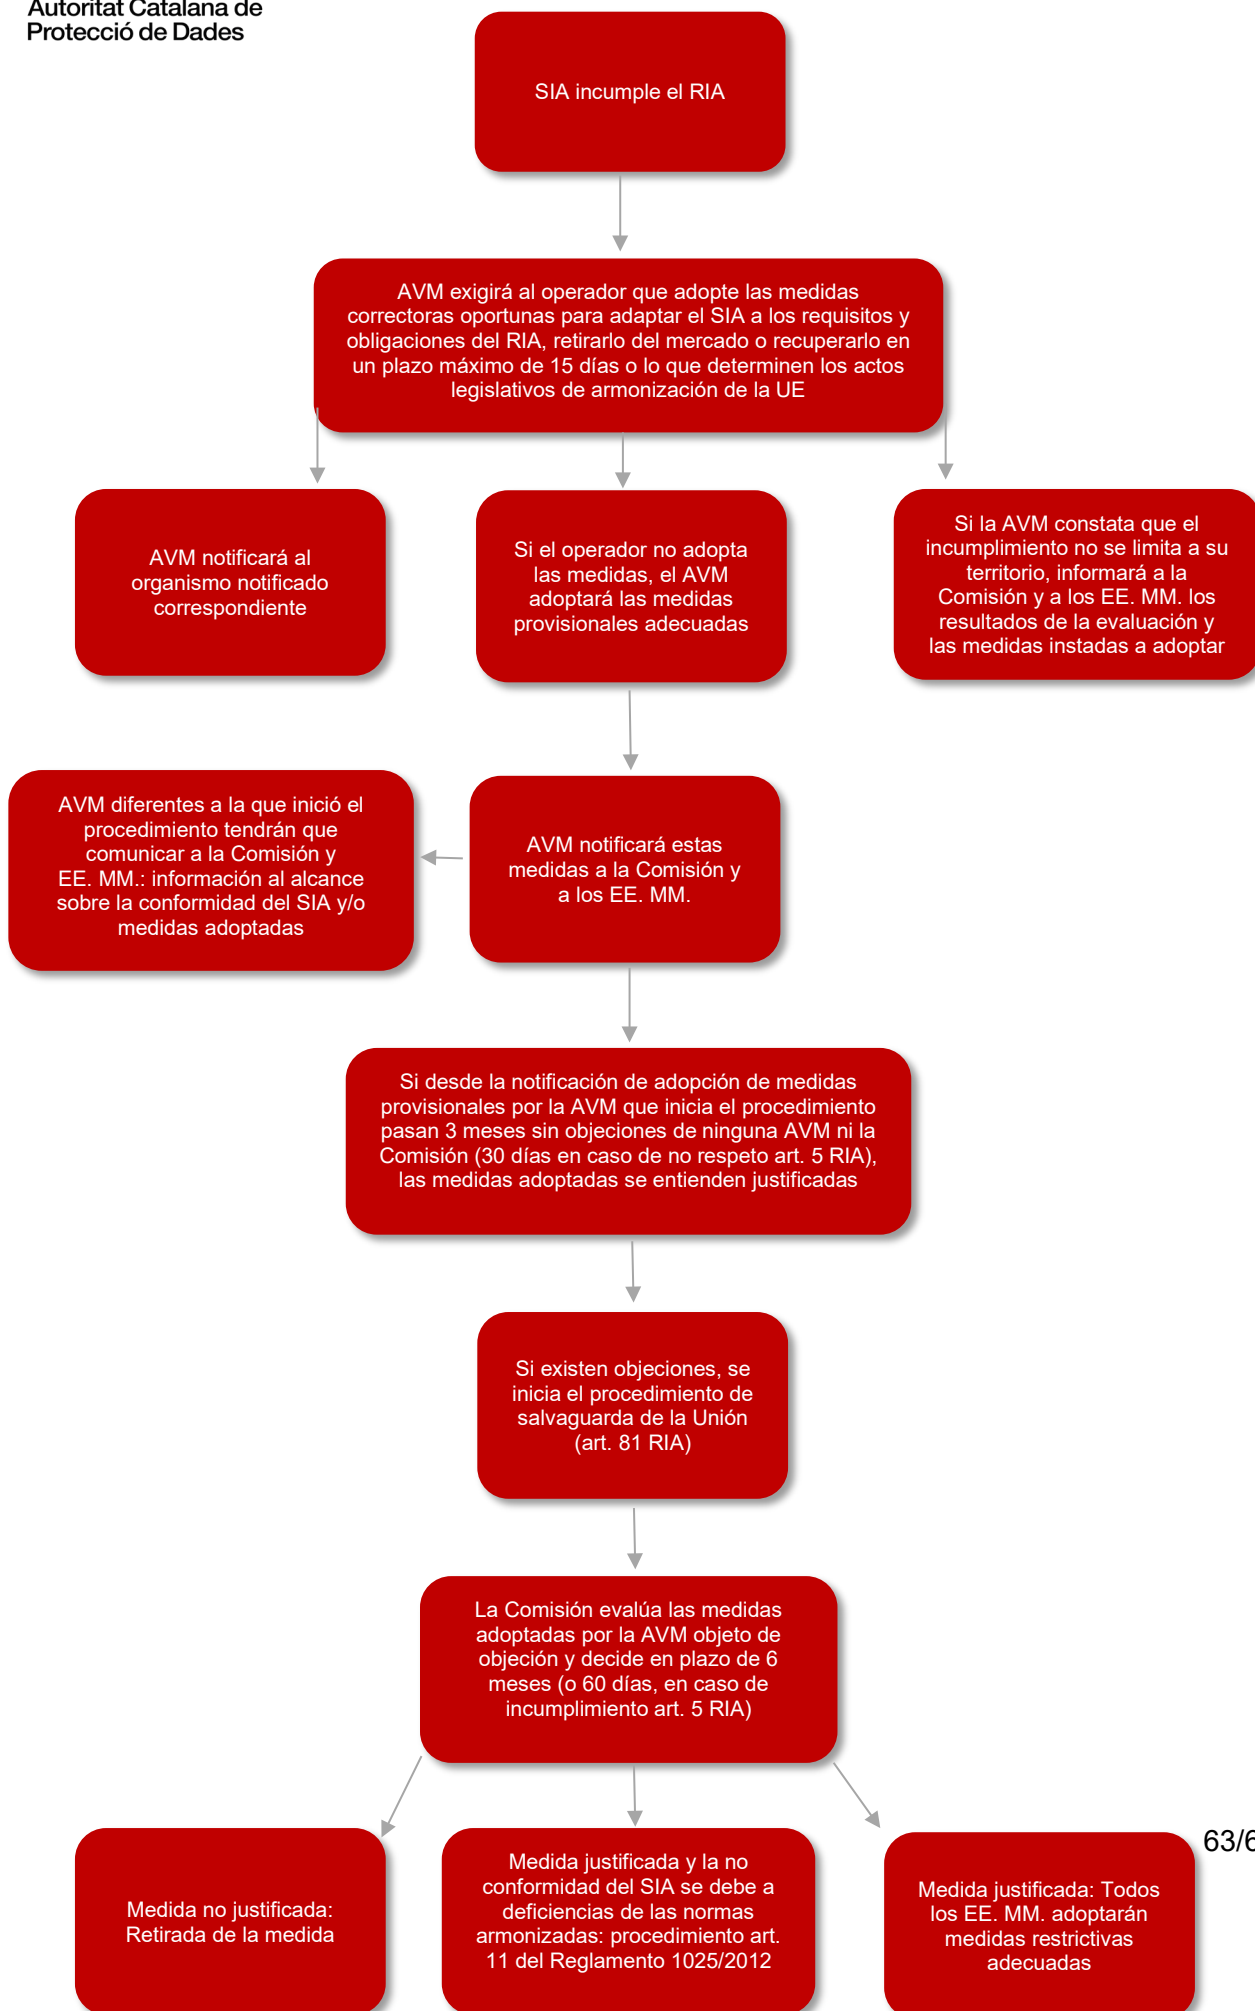 Autoritat Catalana de
Protecció de Dades
SIA incumple el RIA
AVM exigirá al operador que adopte las medidas
correctoras oportunas para adaptar el SIA a los requisitos y
obligaciones del RIA, retirarlo del mercado o recuperarlo en
un plazo máximo de 15 días o lo que determinen los actos
legislativos de armonización de la UE
AVM notificará al
organismo notificado
correspondiente
Si el operador no adopta
las medidas, el AVM
adoptará las medidas
provisionales adecuadas
Si la AVM constata que el
incumplimiento no se limita a su
territorio, informará a la
Comisión y a los EE. MM. los
resultados de la evaluación y
las medidas instadas a adoptar
AVM diferentes a la que inició el
procedimiento tendrán que
comunicar a la Comisión y
EE. MM.: información al alcance
sobre la conformidad del SIA y/o
medidas adoptadas
AVM notificará estas
medidas a la Comisión y
a los EE. MM.
Si desde la notificación de adopción de medidas
provisionales por la AVM que inicia el procedimiento
pasan 3 meses sin objeciones de ninguna AVM ni la
Comisión (30 días en caso de no respeto art. 5 RIA),
las medidas adoptadas se entienden justificadas
Si existen objeciones, se
inicia el procedimiento de
salvaguarda de la Unión
(art. 81 RIA)
La Comisión evalúa las medidas
adoptadas por la AVM objeto de
objeción y decide en plazo de 6
meses (o 60 días, en caso de
incumplimiento art. 5 RIA)
Medida no justificada:
Retirada de la medida
Medida justificada y la no
conformidad del SIA se debe a
deficiencias de las normas
armonizadas: procedimiento art.
11 del Reglamento 1025/2012
Medida justificada: Todos
los EE. MM. adoptarán
medidas restrictivas
adecuadas
63/6